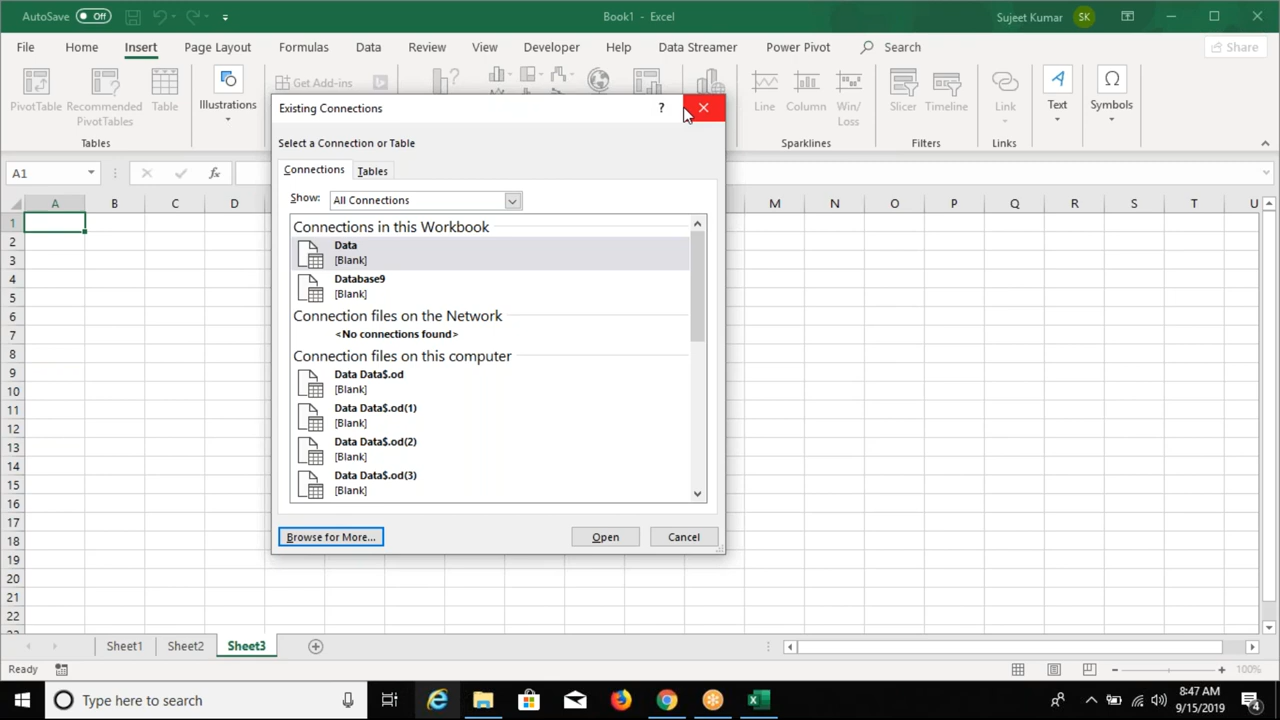 AutoSave Off Book1 - Excel Sujeet Kumar SK
File Home Insert Page Layout Formulas Data Review View Developer Help Data Streamer Power Pivot Search Share
PivotTable Recommended PivotTables Table Illustrations Get Add-ins Line Column Win/Loss Slicer Timeline Link Text Symbols
Tables Sparklines Filters Links
A1 fx
A B C D M N O P Q R S T U
Existing Connections ?
Select a Connection or Table
Connections Tables
Show: All Connections
Connections in this Workbook
Data
[Blank]
Database9
[Blank]
Connection files on the Network
<No connections found>
Connection files on this computer
Data Data$.od
[Blank]
Data Data$.od(1)
[Blank]
Data Data$.od(2)
[Blank]
Data Data$.od(3)
[Blank]
Browse for More... Open Cancel
1
2
3
4
5
6
7
8
9
10
11
12
13
14
15
16
17
18
19
20
21
22
Sheet1 Sheet2 Sheet3
Ready 100%
Type here to search
8:47 AM
9/15/2019
4